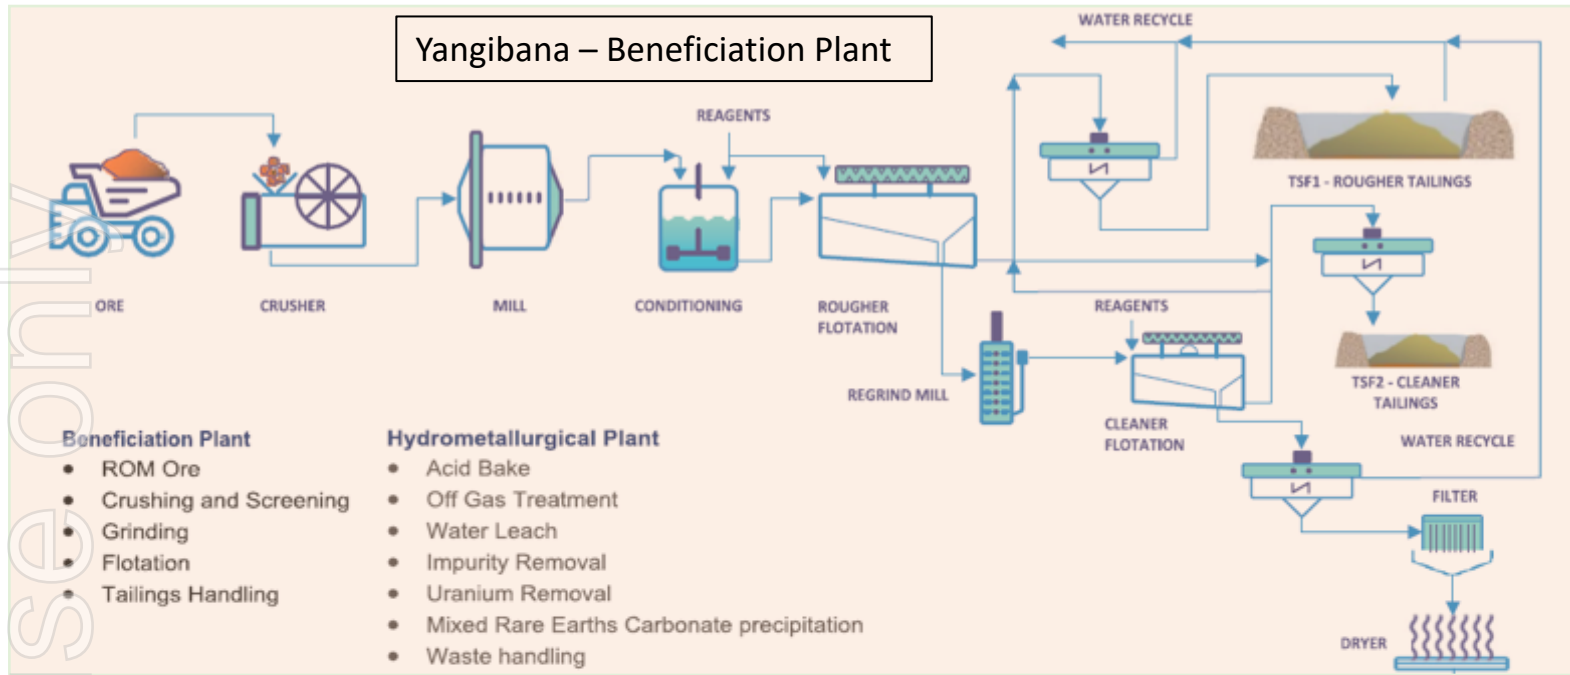 WATER RECYCLE
Yangibana – Beneficiation Plant
REAGENTS
TSF1 - ROUGHER TAILINGS
ORE
CRUSHER
MILL
CONDITIONING
ROUGHER
FLOTATION
REAGENTS
REGRIND MILL
TSF2 - CLEANER
TAILINGS
CLEANER
FLOTATION
WATER RECYCLE
FILTER
DRYER
Beneficiation Plant
• ROM Ore
• Crushing and Screening
• Grinding
• Flotation
• Tailings Handling
Hydrometallurgical Plant
• Acid Bake
• Off Gas Treatment
• Water Leach
• Impurity Removal
• Uranium Removal
• Mixed Rare Earths Carbonate precipitation
• Waste handling
se only